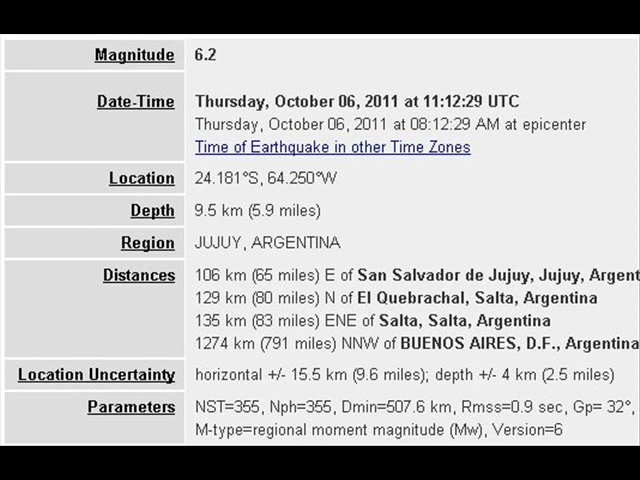 Magnitude 6.2
Date-Time Thursday, October 06, 2011 at 11:12:29 UTC
Thursday, October 06, 2011 at 08:12:29 AM at epicenter
Time of Earthquake in other Time Zones
Location 24.181°S, 64.250°W
Depth 9.5 km (5.9 miles)
Region JUJUY, ARGENTINA
Distances 106 km (65 miles) E of San Salvador de Jujuy, Jujuy, Argent
129 km (80 miles) N of El Quebrachal, Salta, Argentina
135 km (83 miles) ENE of Salta, Salta, Argentina
1274 km (791 miles) NNW of BUENOS AIRES, D.F., Argentina
Location Uncertainty horizontal +/- 15.5 km (9.6 miles); depth +/- 4 km (2.5 miles)
Parameters NST=355, Nph=355, Dmin=507.6 km, Rmss=0.9 sec, Gp= 32°,
M-type=regional moment magnitude (Mw), Version=6